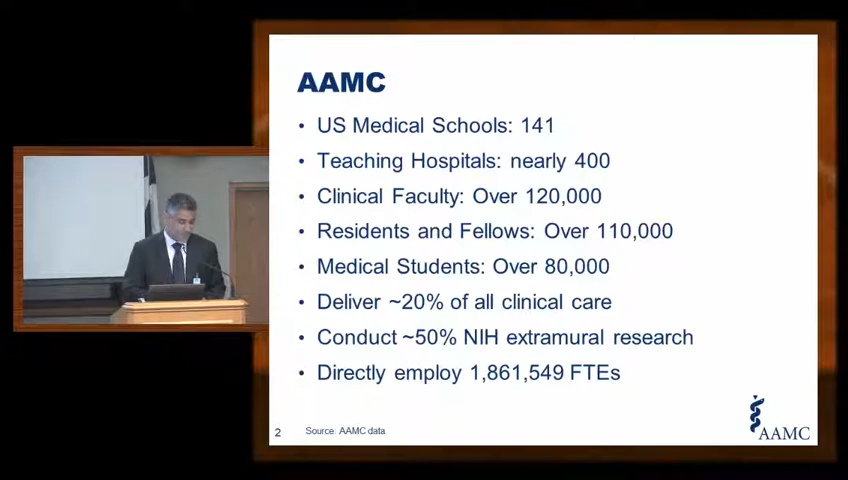 AAMC
• US Medical Schools: 141
• Teaching Hospitals: nearly 400
• Clinical Faculty: Over 120,000
• Residents and Fellows: Over 110,000
• Medical Students: Over 80,000
• Deliver ~20% of all clinical care
• Conduct ~50% NIH extramural research
• Directly employ 1,861,549 FTEs
2 Source: AAMC data
AAMC